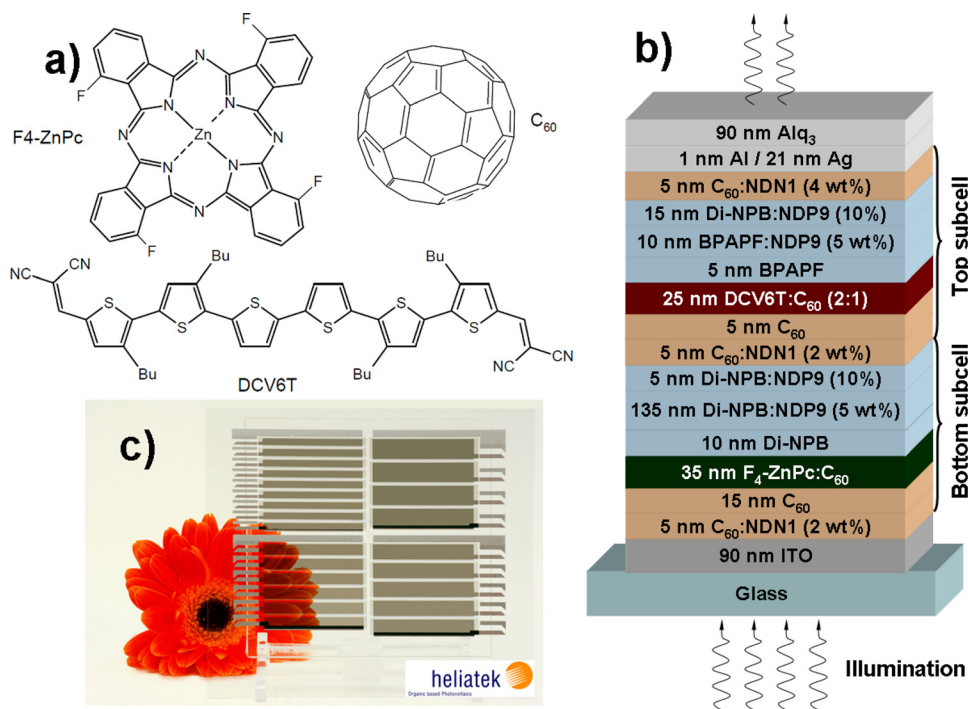 a)
F
F
F
F
N
N
N
N
N
N
N
N
Zn
F4-ZnPc
C₆₀
NC
CN
Bu
Bu
S
S
S
S
S
S
Bu
Bu
NC
CN
DCV6T
b)
90 nm Alq₃
1 nm Al / 21 nm Ag
5 nm C₆₀:NDN1 (4 wt%)
15 nm Di-NPB:NDP9 (10%)
10 nm BPAPF:NDP9 (5 wt%)
5 nm BPAPF
25 nm DCV6T:C₆₀ (2:1)
5 nm C₆₀
5 nm C₆₀:NDN1 (2 wt%)
5 nm Di-NPB:NDP9 (10%)
135 nm Di-NPB:NDP9 (5 wt%)
10 nm Di-NPB
35 nm F₄-ZnPc:C₆₀
15 nm C₆₀
5 nm C₆₀:NDN1 (2 wt%)
90 nm ITO
Glass
Top subcell
Bottom subcell
Illumination
c)
heliatek
Organic based Photovoltaics